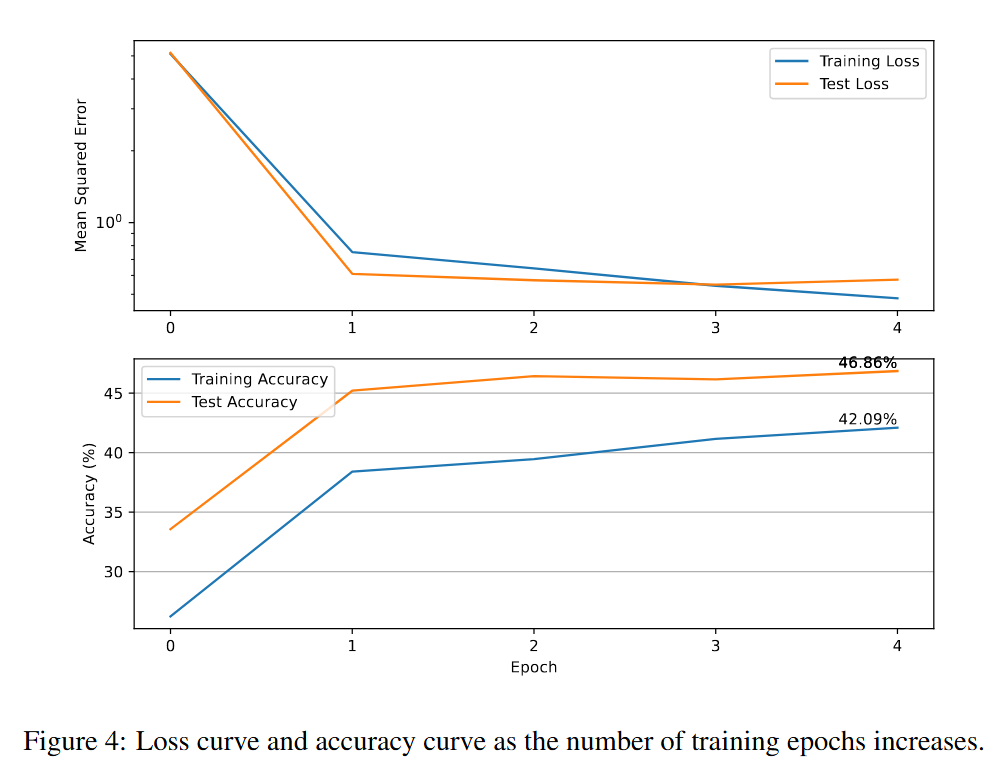 Training Loss
Test Loss
Mean Squared Error
10⁰
0 1 2 3 4
46.86%
Training Accuracy
Test Accuracy
45
42.09%
40
Accuracy (%)
35
30
0 1 2 3 4
Epoch
Figure 4: Loss curve and accuracy curve as the number of training epochs increases.